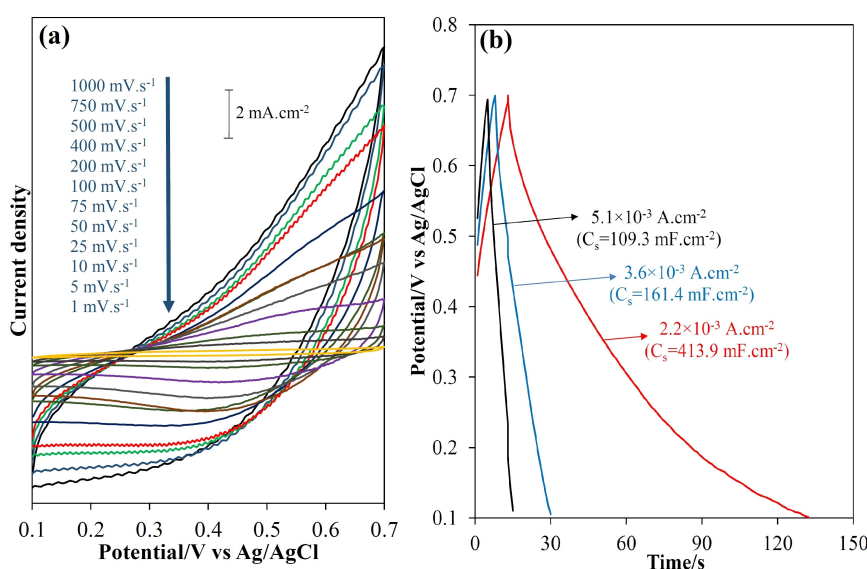 (a)
1000 mV.s-1
750 mV.s-1
500 mV.s-1
400 mV.s-1
200 mV.s-1
100 mV.s-1
75 mV.s-1
50 mV.s-1
25 mV.s-1
10 mV.s-1
5 mV.s-1
1 mV.s-1
2 mA.cm-2
Current density
0.1 0.2 0.3 0.4 0.5 0.6 0.7
Potential/V vs Ag/AgCl
(b)
0.8
0.7
0.6
0.5
0.4
0.3
0.2
0.1
Potential/V vs Ag/AgCl
5.1×10-3 A.cm-2
(Cs=109.3 mF.cm-2)
3.6×10-3 A.cm-2
(Cs=161.4 mF.cm-2)
2.2×10-3 A.cm-2
(Cs=413.9 mF.cm-2)
0 30 60 90 120 150
Time/s